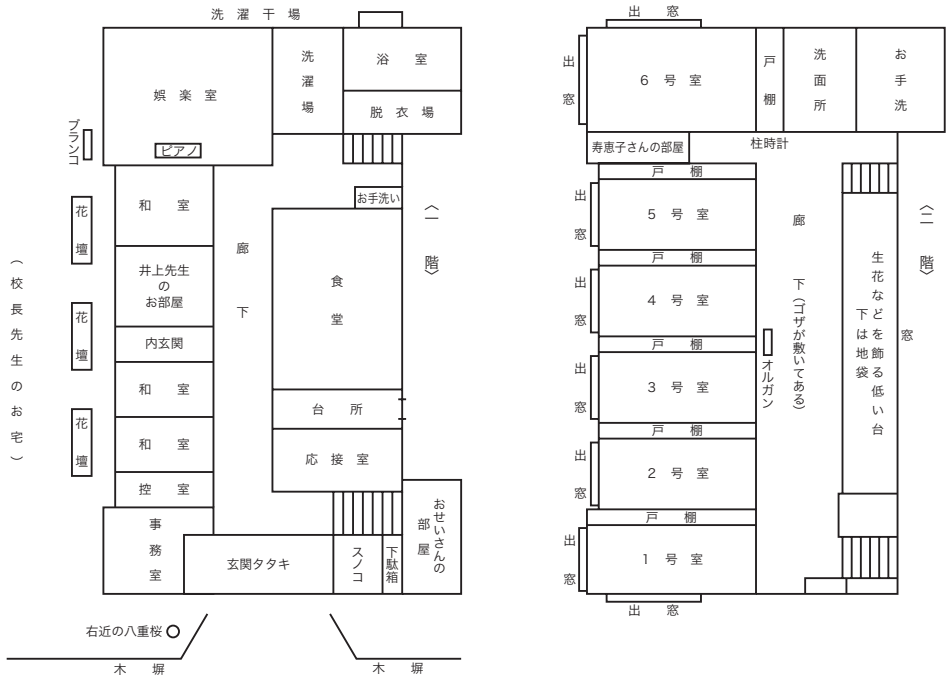 洗濯干場
娯楽室
ピアノ
ブランコ
洗濯場
浴室
脱衣場
お手洗い
〈一階〉
和室
花壇
廊下
井上先生
の
お部屋
食堂
（校長先生のお宅）
花壇
内玄関
和室
台所
花壇
和室
応接室
控室
事務室
玄関タタキ
スノコ
下駄箱
おせいさんの
部屋
右近の八重桜
木塀
木塀
出窓
出窓
6号室
戸棚
洗面所
お手洗
寿恵子さんの部屋
柱時計
戸棚
出窓
5号室
戸棚
出窓
4号室
戸棚
出窓
3号室
戸棚
出窓
2号室
戸棚
出窓
1号室
出窓
廊下（ゴザが敷いてある）
オルガン
生花などを飾る低い台
下は地袋
窓
〈二階〉